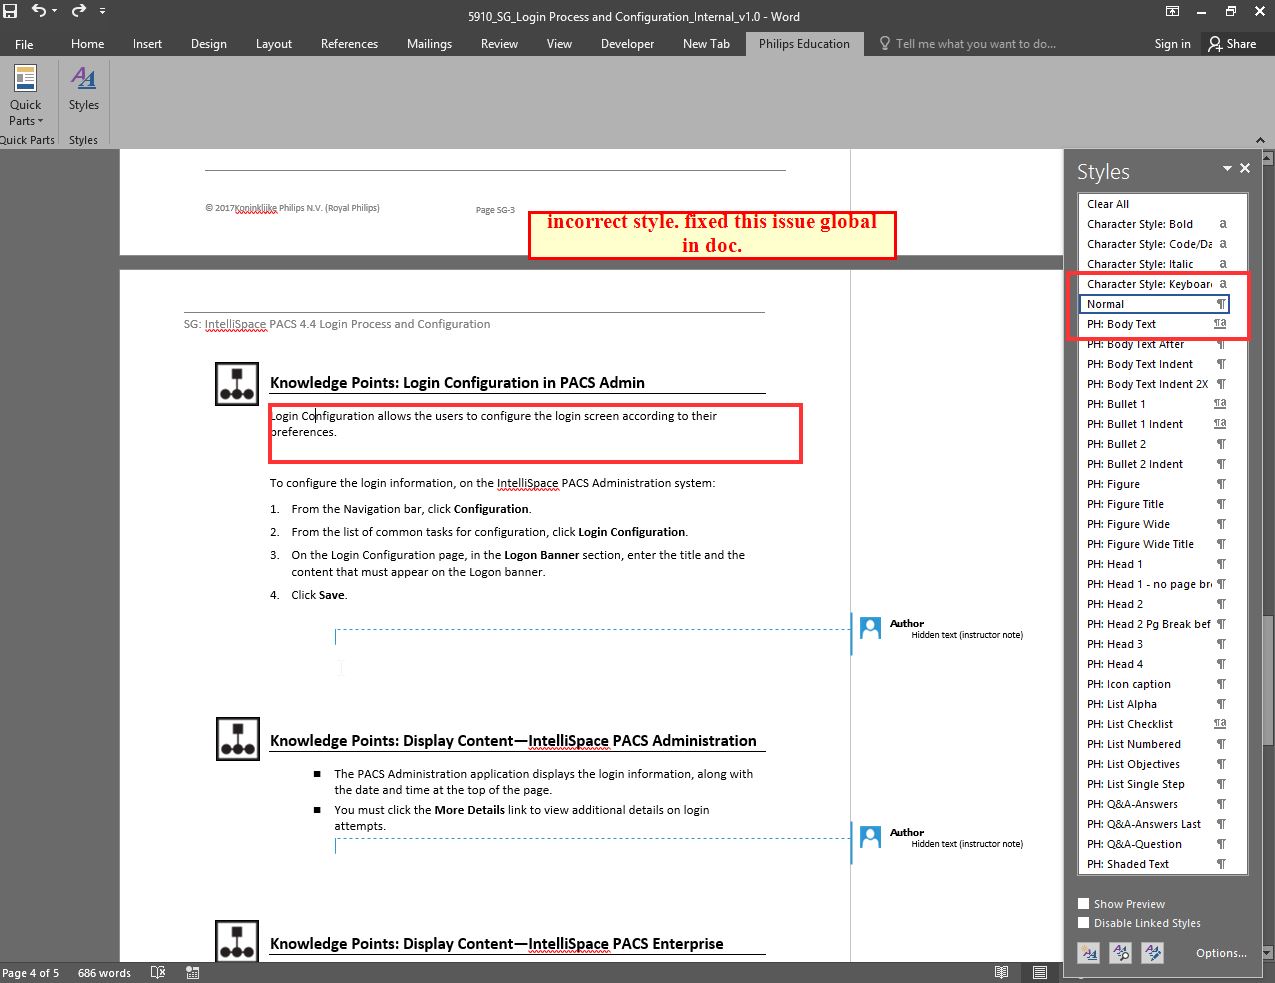 5910_SG_Login Process and Configuration_Internal_v1.0 - Word
File Home Insert Design Layout References Mailings Review View Developer New Tab Philips Education Tell me what you want to do... Sign in Share
Quick
Parts
Styles
Quick Parts
Styles
© 2017Koninklijke Philips N.V. (Royal Philips)
Page SG-3
incorrect style. fixed this issue global
in doc.
SG: IntelliSpace PACS 4.4 Login Process and Configuration
Knowledge Points: Login Configuration in PACS Admin
Login Configuration allows the users to configure the login screen according to their
preferences.
To configure the login information, on the IntelliSpace PACS Administration system:
1. From the Navigation bar, click Configuration.
2. From the list of common tasks for configuration, click Login Configuration.
3. On the Login Configuration page, in the Logon Banner section, enter the title and the
content that must appear on the Logon banner.
4. Click Save.
Author
Hidden text (instructor note)
Knowledge Points: Display Content—IntelliSpace PACS Administration
■ The PACS Administration application displays the login information, along with
the date and time at the top of the page.
■ You must click the More Details link to view additional details on login
attempts.
Author
Hidden text (instructor note)
Knowledge Points: Display Content—IntelliSpace PACS Enterprise
Styles
Clear All
Character Style: Bold a
Character Style: Code/Da a
Character Style: Italic a
Character Style: Keyboar a
Normal ¶
PH: Body Text ¶a
PH: Body Text After ¶
PH: Body Text Indent ¶
PH: Body Text Indent 2X ¶
PH: Bullet 1 ¶a
PH: Bullet 1 Indent ¶a
PH: Bullet 2 ¶
PH: Bullet 2 Indent ¶
PH: Figure ¶
PH: Figure Title ¶
PH: Figure Wide ¶
PH: Figure Wide Title ¶
PH: Head 1 ¶
PH: Head 1 - no page bre ¶
PH: Head 2 ¶
PH: Head 2 Pg Break bef ¶
PH: Head 3 ¶
PH: Head 4 ¶
PH: Icon caption ¶
PH: List Alpha ¶
PH: List Checklist ¶a
PH: List Numbered ¶
PH: List Objectives ¶
PH: List Single Step ¶
PH: Q&A-Answers ¶
PH: Q&A-Answers Last ¶
PH: Q&A-Question ¶
PH: Shaded Text ¶
Show Preview
Disable Linked Styles
Options...
Page 4 of 5 686 words